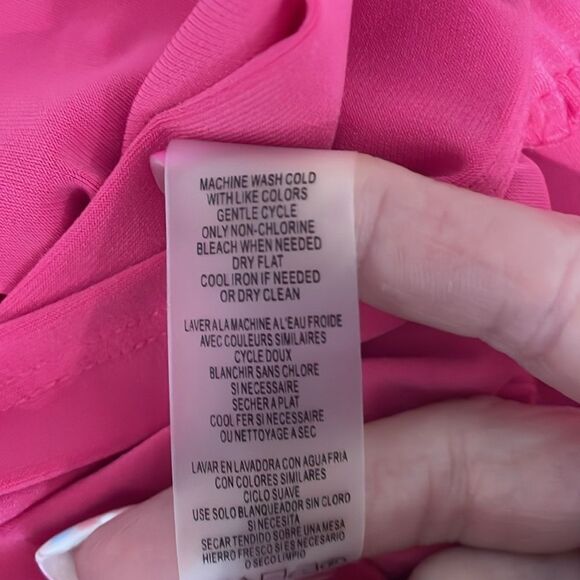 MACHINE WASH COLD
WITH LIKE COLORS
GENTLE CYCLE
ONLY NON-CHLORINE
BLEACH WHEN NEEDED
DRY FLAT
COOL IRON IF NEEDED
OR DRY CLEAN
LAVER A LA MACHINE A L'EAU FROIDE
AVEC COULEURS SIMILAIRES
CYCLE DOUX
BLANCHIR SANS CHLORE
SI NECESSAIRE
SECHER A PLAT
COOL FER SI NECESSAIRE
OU NETTOYAGE A SEC
LAVAR EN LAVADORA CON AGUA FRIA
CON COLORES SIMILARES
CICLO SUAVE
USE SOLO BLANQUEADOR SIN CLORO
SI NECESITA
SECAR TENDIDO SOBRE UNA MESA
HIERRO FRESCO SI ES NECESARIO
O SECO LIMPIO